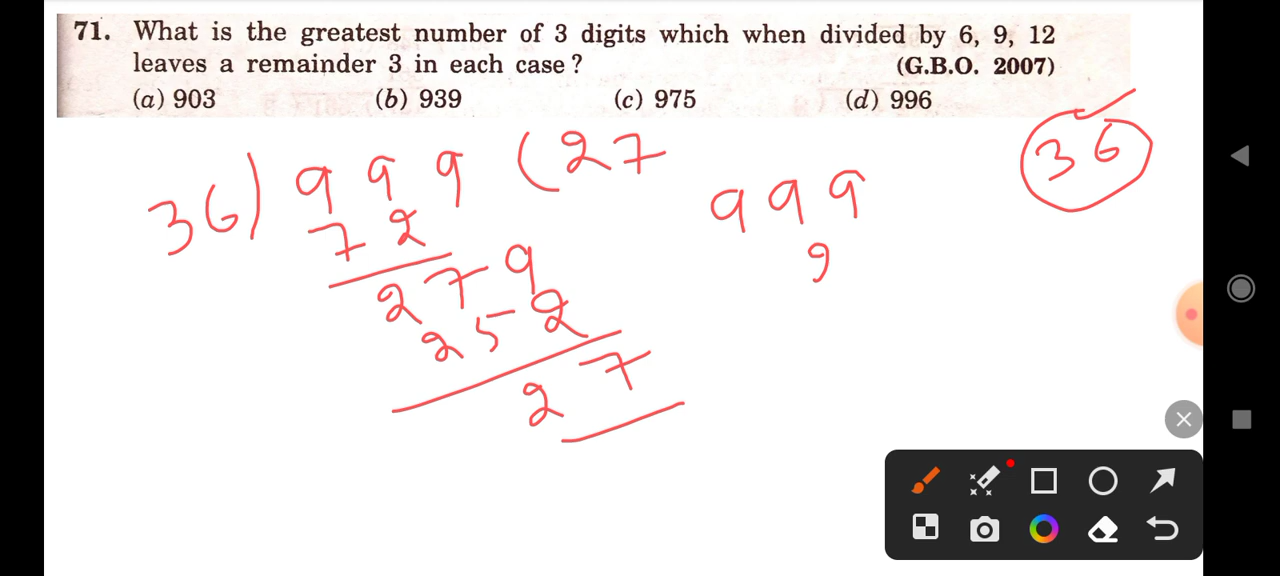 71. What is the greatest number of 3 digits which when divided by 6, 9, 12
leaves a remainder 3 in each case? (G.B.O. 2007)
(a) 903 (b) 939 (c) 975 (d) 996
36
36) 999 (27
999
72
9
279
252
27